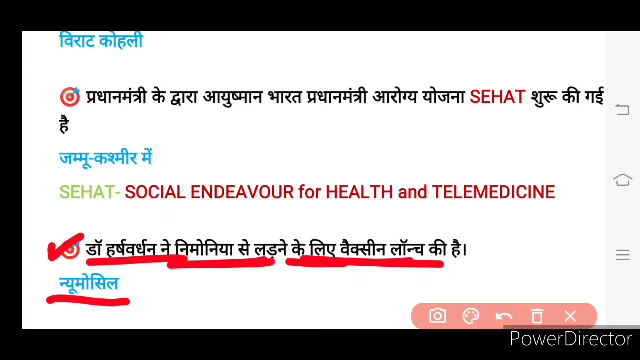 विराट कोहली
🎯 प्रधानमंत्री के द्वारा आयुष्मान भारत प्रधानमंत्री आरोग्य योजना SEHAT शुरू की गई
है
जम्मू-कश्मीर में
SEHAT- SOCIAL ENDEAVOUR for HEALTH and TELEMEDICINE
🎯 डॉ हर्षवर्धन ने निमोनिया से लड़ने के लिए वैक्सीन लॉन्च की है।
न्यूमोसिल
PowerDirector